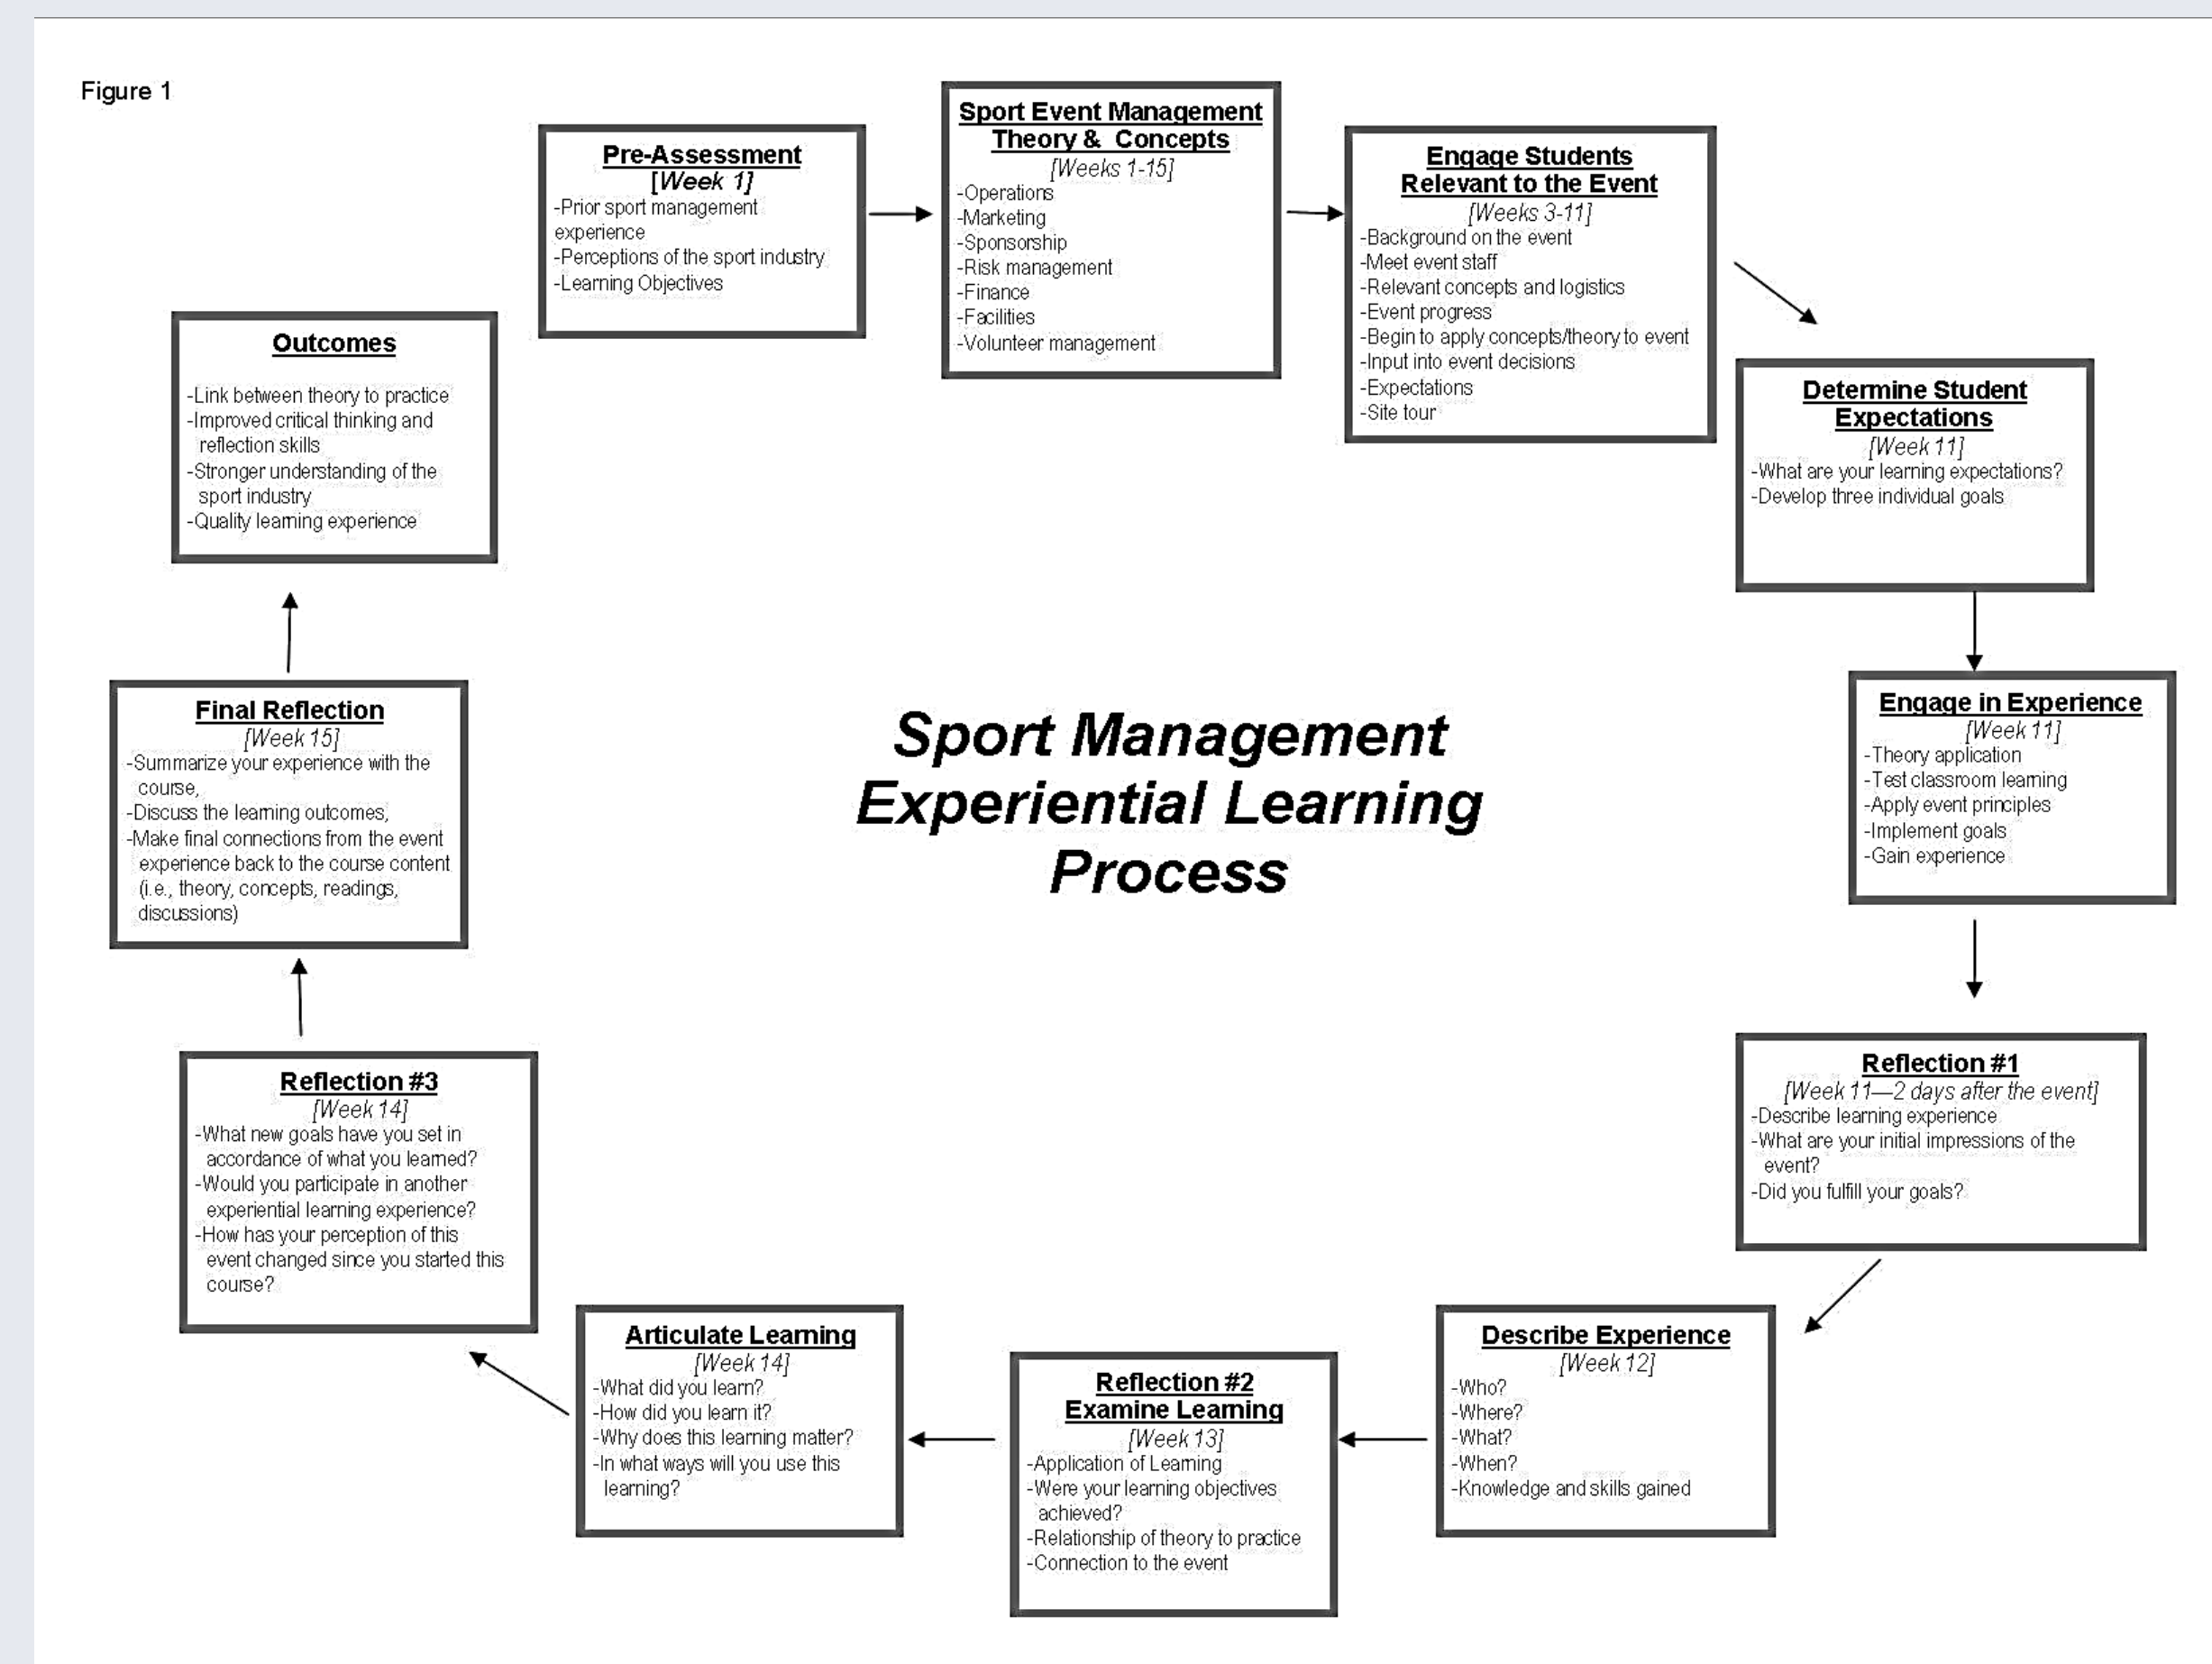 Figure 1
Pre-Assessment
[Week 1]
-Prior sport management
experience
-Perceptions of the sport industry
-Learning Objectives
Sport Event Management
Theory & Concepts
[Weeks 1-15]
-Operations
-Marketing
-Sponsorship
-Risk management
-Finance
-Facilities
-Volunteer management
Engage Students
Relevant to the Event
[Weeks 3-11]
-Background on the event
-Meet event staff
-Relevant concepts and logistics
-Event progress
-Begin to apply concepts/theory to event
-Input into event decisions
-Expectations
-Site tour
Determine Student
Expectations
[Week 11]
-What are your learning expectations?
-Develop three individual goals
Engage in Experience
[Week 11]
-Theory application
-Test classroom learning
-Apply event principles
-Implement goals
-Gain experience
Reflection #1
[Week 11—2 days after the event]
-Describe learning experience
-What are your initial impressions of the
event?
-Did you fulfill your goals?
Describe Experience
[Week 12]
-Who?
-Where?
-What?
-When?
-Knowledge and skills gained
Reflection #2
Examine Learning
[Week 13]
-Application of Learning
-Were your learning objectives
achieved?
-Relationship of theory to practice
-Connection to the event
Articulate Learning
[Week 14]
-What did you learn?
-How did you learn it?
-Why does this learning matter?
-In what ways will you use this
learning?
Reflection #3
[Week 14]
-What new goals have you set in
accordance of what you learned?
-Would you participate in another
experiential learning experience?
-How has your perception of this
event changed since you started this
course?
Final Reflection
[Week 15]
-Summarize your experience with the
course,
-Discuss the learning outcomes,
-Make final connections from the event
experience back to the course content
(i.e., theory, concepts, readings,
discussions)
Outcomes
-Link between theory to practice
-Improved critical thinking and
reflection skills
-Stronger understanding of the
sport industry
-Quality learning experience
Sport Management
Experiential Learning
Process